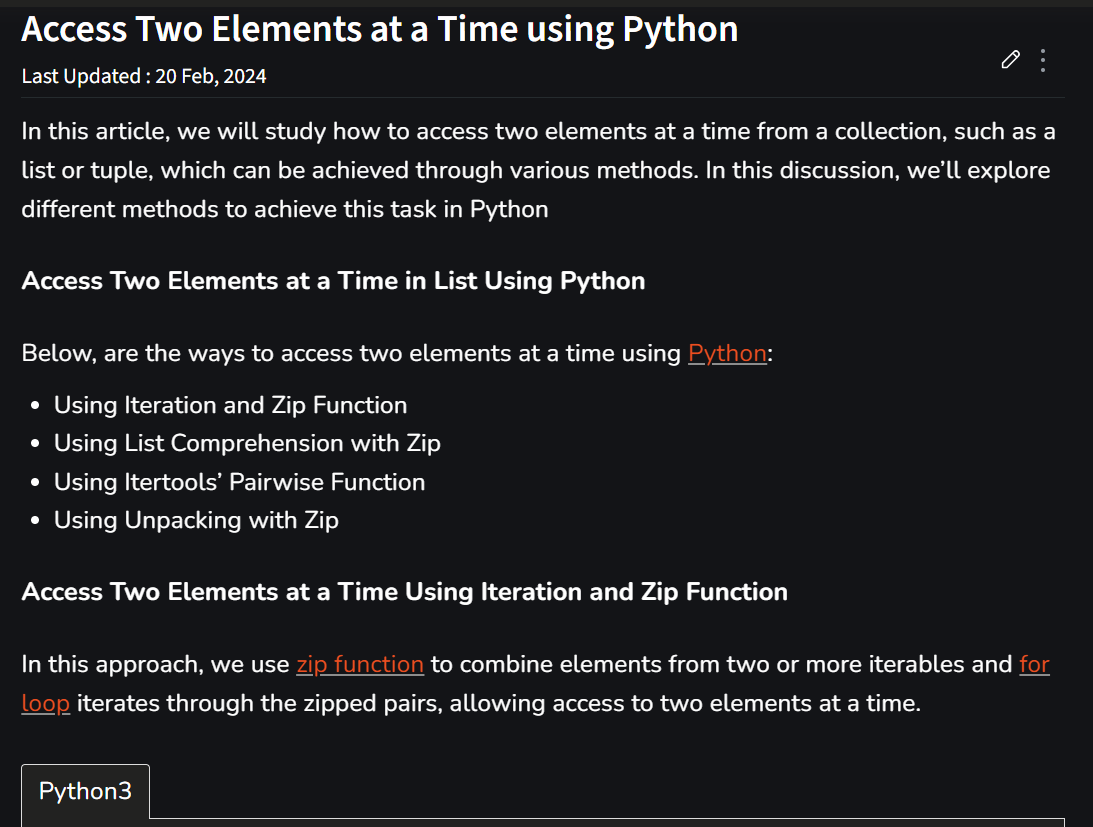 Access Two Elements at a Time using Python
Last Updated : 20 Feb, 2024
In this article, we will study how to access two elements at a time from a collection, such as a
list or tuple, which can be achieved through various methods. In this discussion, we’ll explore
different methods to achieve this task in Python
Access Two Elements at a Time in List Using Python
Below, are the ways to access two elements at a time using Python:
• Using Iteration and Zip Function
• Using List Comprehension with Zip
• Using Itertools’ Pairwise Function
• Using Unpacking with Zip
Access Two Elements at a Time Using Iteration and Zip Function
In this approach, we use zip function to combine elements from two or more iterables and for
loop iterates through the zipped pairs, allowing access to two elements at a time.
Python3